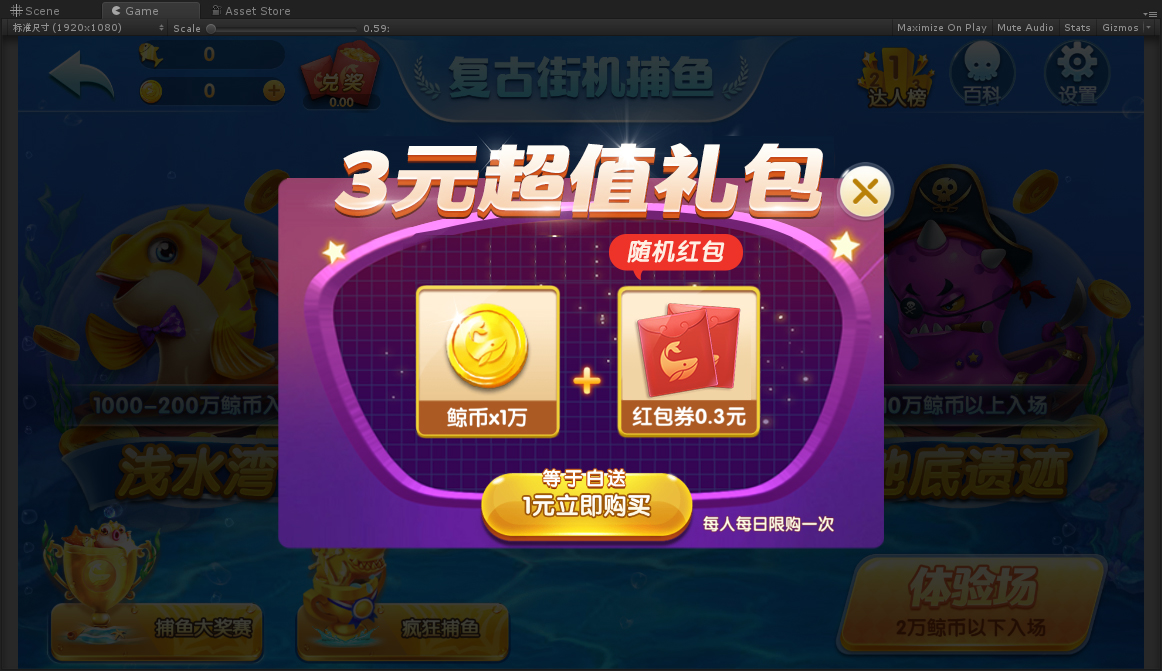 Scene
Game
Asset Store
标准尺寸 (1920x1080)
Scale
0.59:
Maximize On Play
Mute Audio
Stats
Gizmos
0
0
兑奖
0.00
复古街机捕鱼
1
2
3
达人榜
百科
设置
3元超值礼包
随机红包
鲸币x1万
红包券0.3元
等于白送
1元立即购买
每人每日限购一次
1000-200万鲸币入
0万鲸币以上入场
浅水湾
地底遗迹
捕鱼大奖赛
疯狂捕鱼
体验场
2万鲸币以下入场